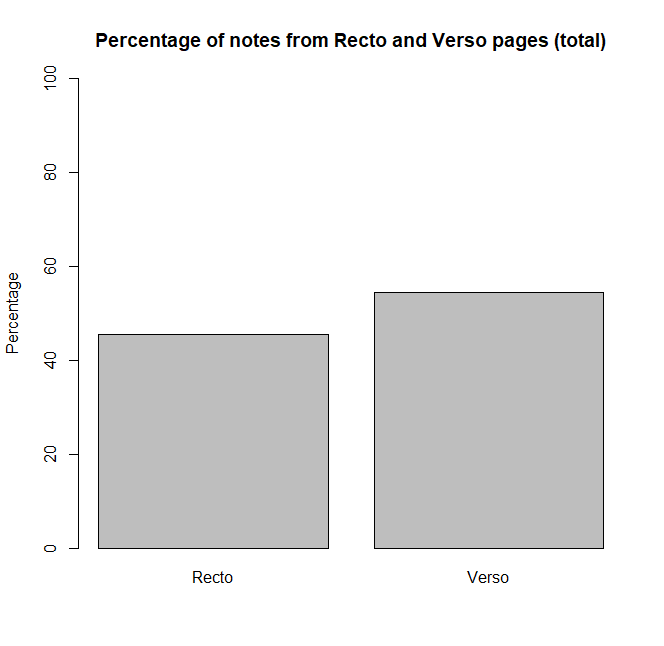 Percentage of notes from Recto and Verso pages (total)
100
80
60
40
20
0
Percentage
Recto
Verso